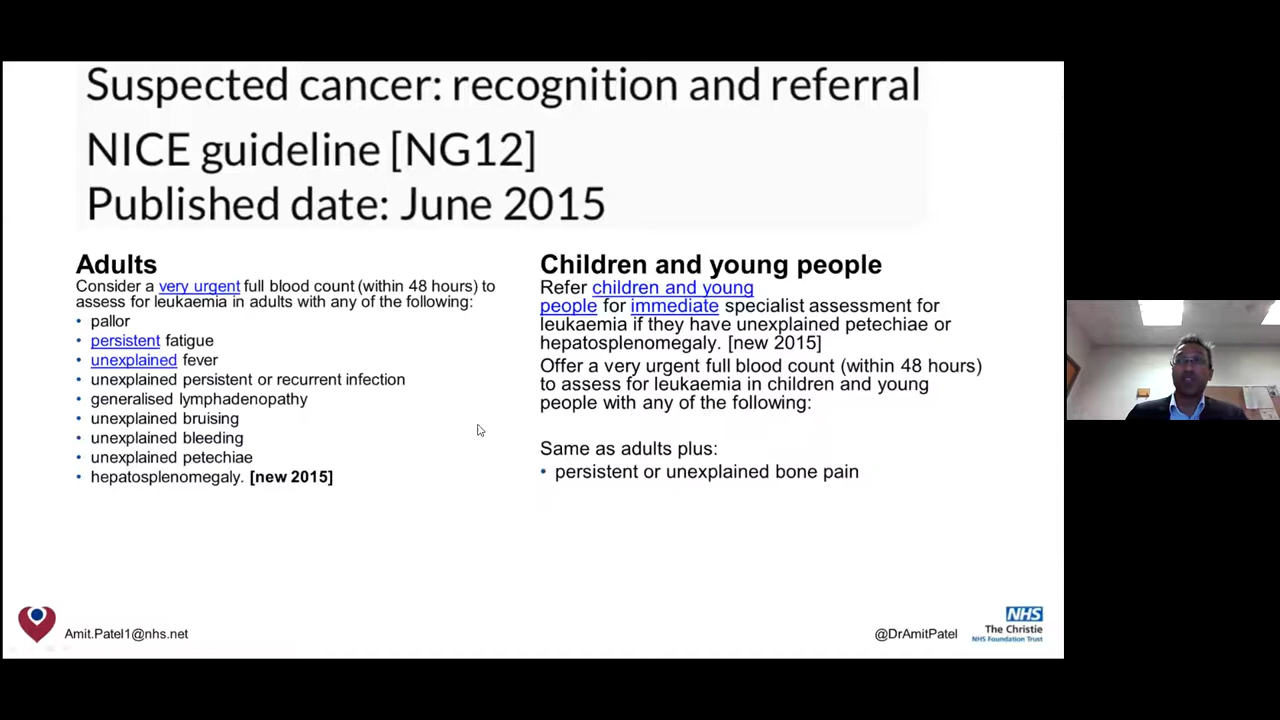 Suspected cancer: recognition and referral
NICE guideline [NG12]
Published date: June 2015
Adults
Consider a very urgent full blood count (within 48 hours) to
assess for leukaemia in adults with any of the following:
• pallor
• persistent fatigue
• unexplained fever
• unexplained persistent or recurrent infection
• generalised lymphadenopathy
• unexplained bruising
• unexplained bleeding
• unexplained petechiae
• hepatosplenomegaly. [new 2015]
Children and young people
Refer children and young
people for immediate specialist assessment for
leukaemia if they have unexplained petechiae or
hepatosplenomegaly. [new 2015]
Offer a very urgent full blood count (within 48 hours)
to assess for leukaemia in children and young
people with any of the following:
Same as adults plus:
• persistent or unexplained bone pain
Amit.Patel1@nhs.net
@DrAmitPatel
NHS
The Christie
NHS Foundation Trust